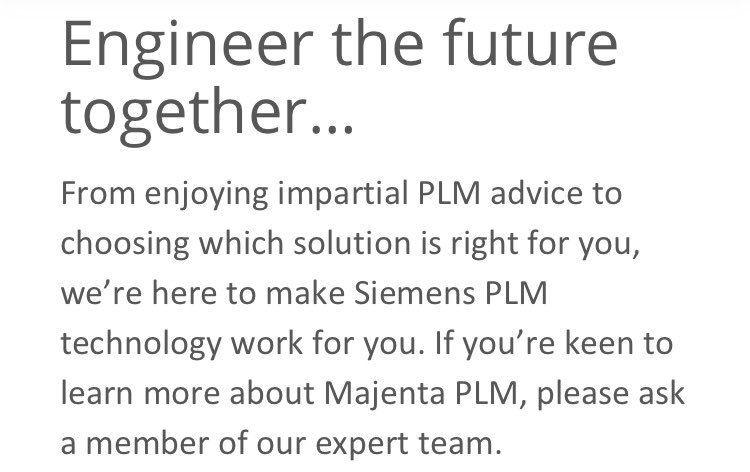 Engineer the future
together...
From enjoying impartial PLM advice to
choosing which solution is right for you,
we’re here to make Siemens PLM
technology work for you. If you’re keen to
learn more about Majenta PLM, please ask
a member of our expert team.